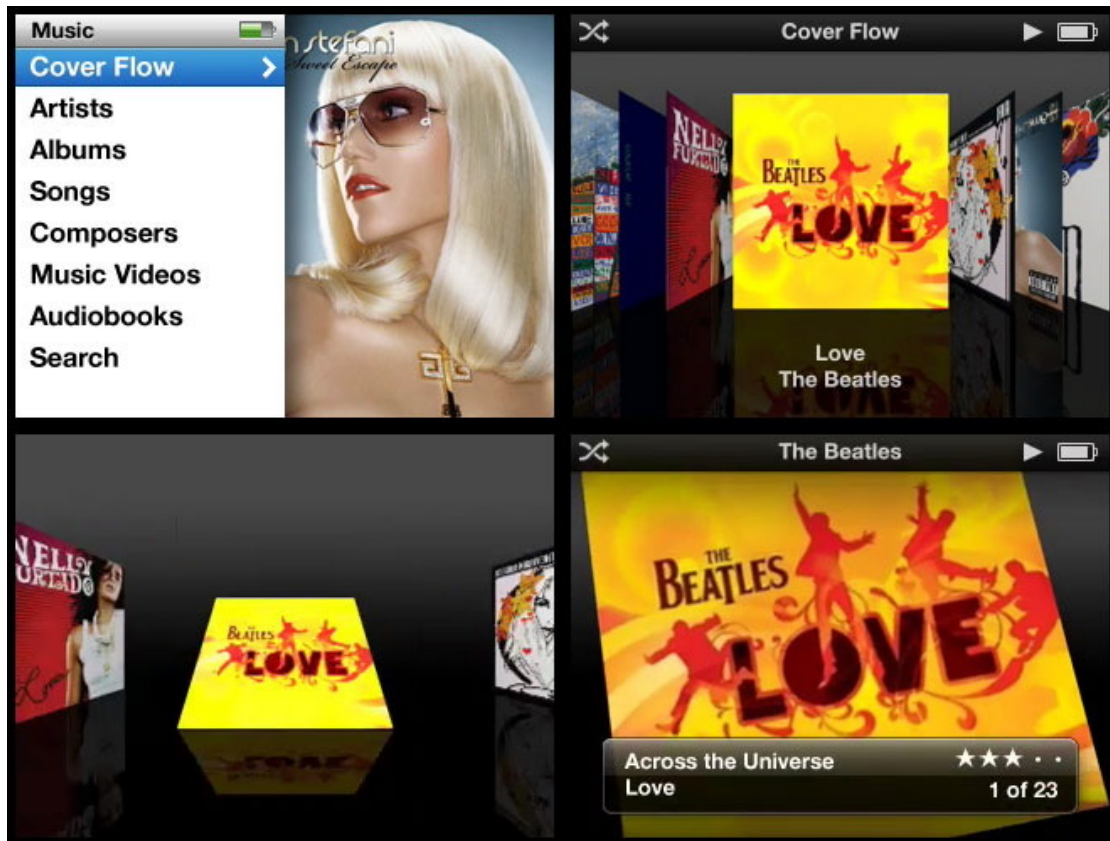 Music
Cover Flow
Artists
Albums
Songs
Composers
Music Videos
Audiobooks
Search
n stefani
Sweet Escape
Cover Flow
NELLY
FURTADO
THE
BEATLES
LOVE
Love
The Beatles
NELLY
URTADO
BEATLES
LOVE
The Beatles
THE
BEATLES
LOVE
Across the Universe
Love
1 of 23